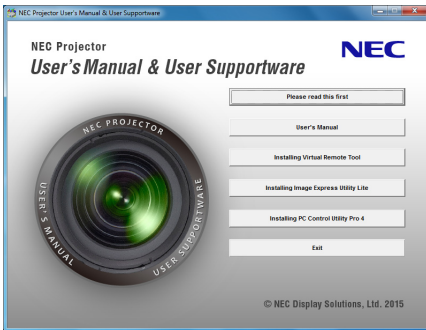 NEC Projector User's Manual & User Supportware
NEC Projector
NEC
User's Manual & User Supportware
Please read this first
NEC PROJECTOR
User's Manual
Installing Virtual Remote Tool
USER'S MANUAL
USER SUPPORTWARE
Installing Image Express Utility Lite
Installing PC Control Utility Pro 4
Exit
© NEC Display Solutions, Ltd. 2015